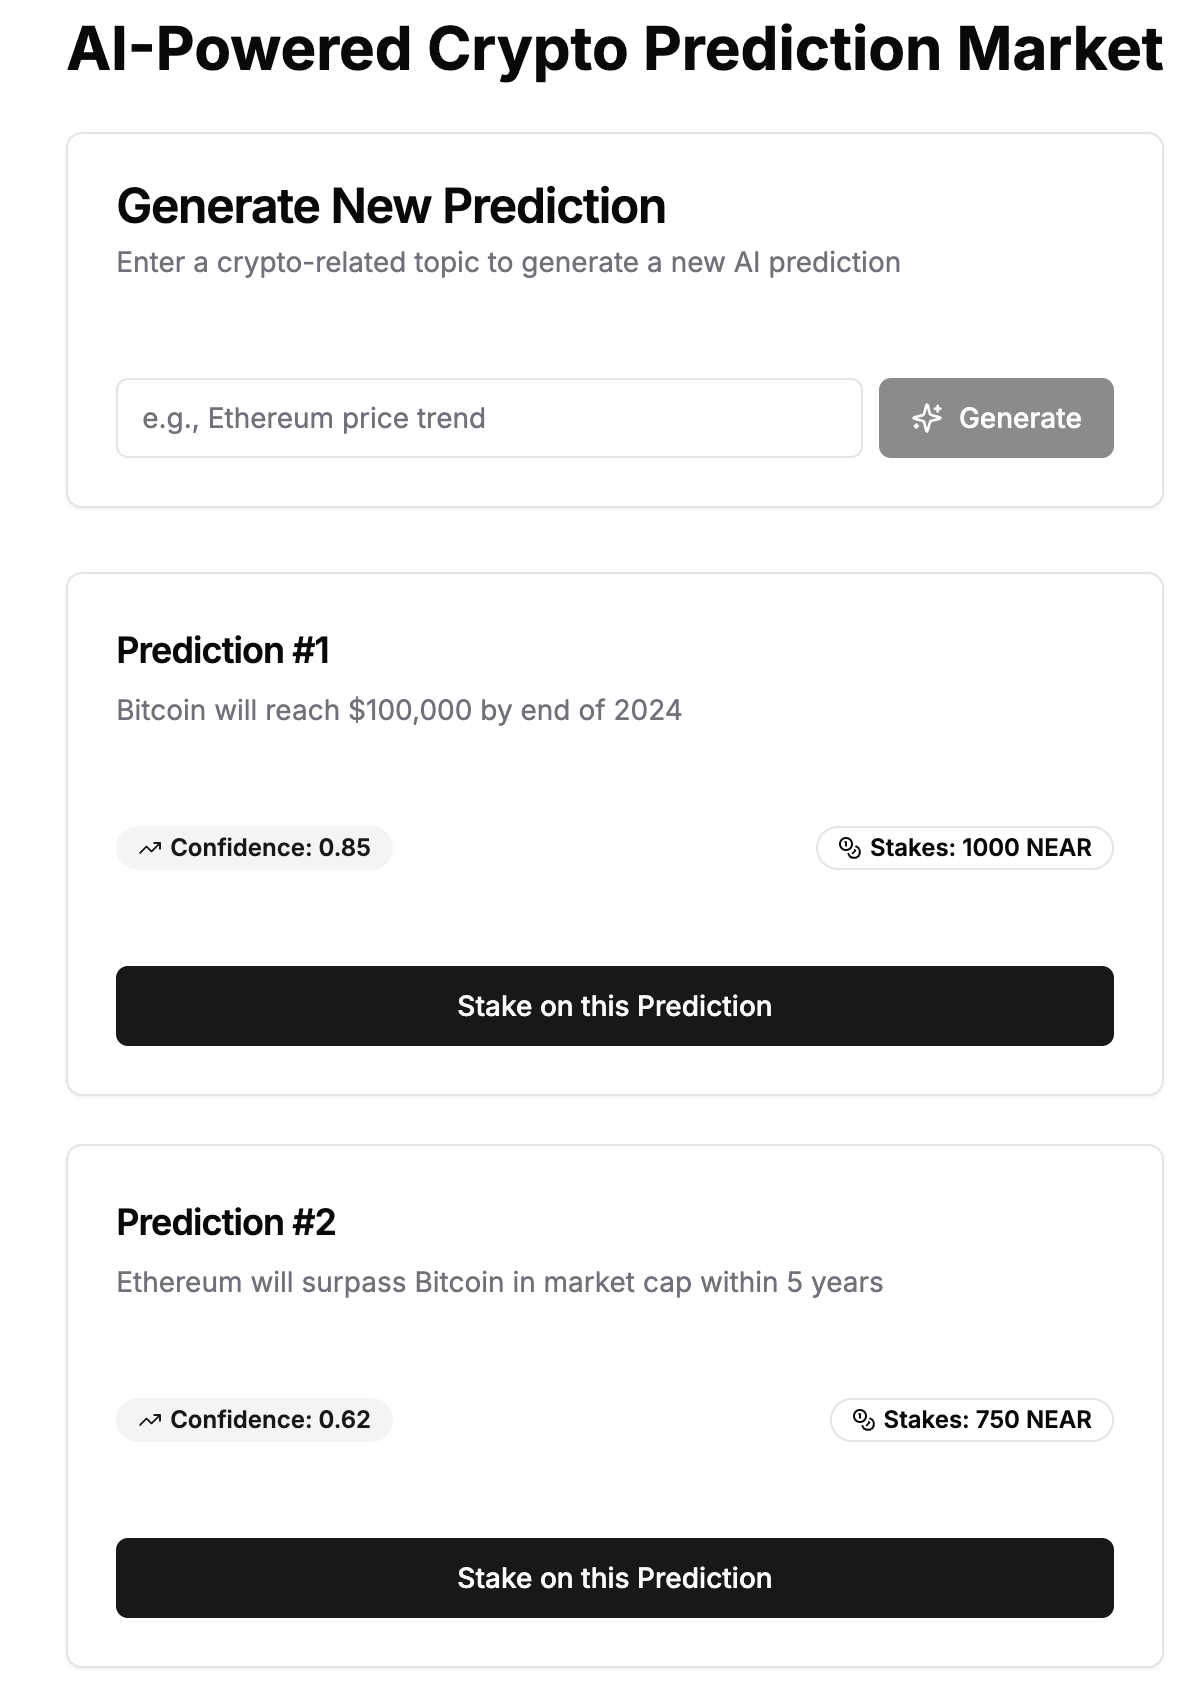 AI-Powered Crypto Prediction Market
Generate New Prediction
Enter a crypto-related topic to generate a new AI prediction
e.g., Ethereum price trend
Generate
Prediction #1
Bitcoin will reach $100,000 by end of 2024
Confidence: 0.85
Stakes: 1000 NEAR
Stake on this Prediction
Prediction #2
Ethereum will surpass Bitcoin in market cap within 5 years
Confidence: 0.62
Stakes: 750 NEAR
Stake on this Prediction